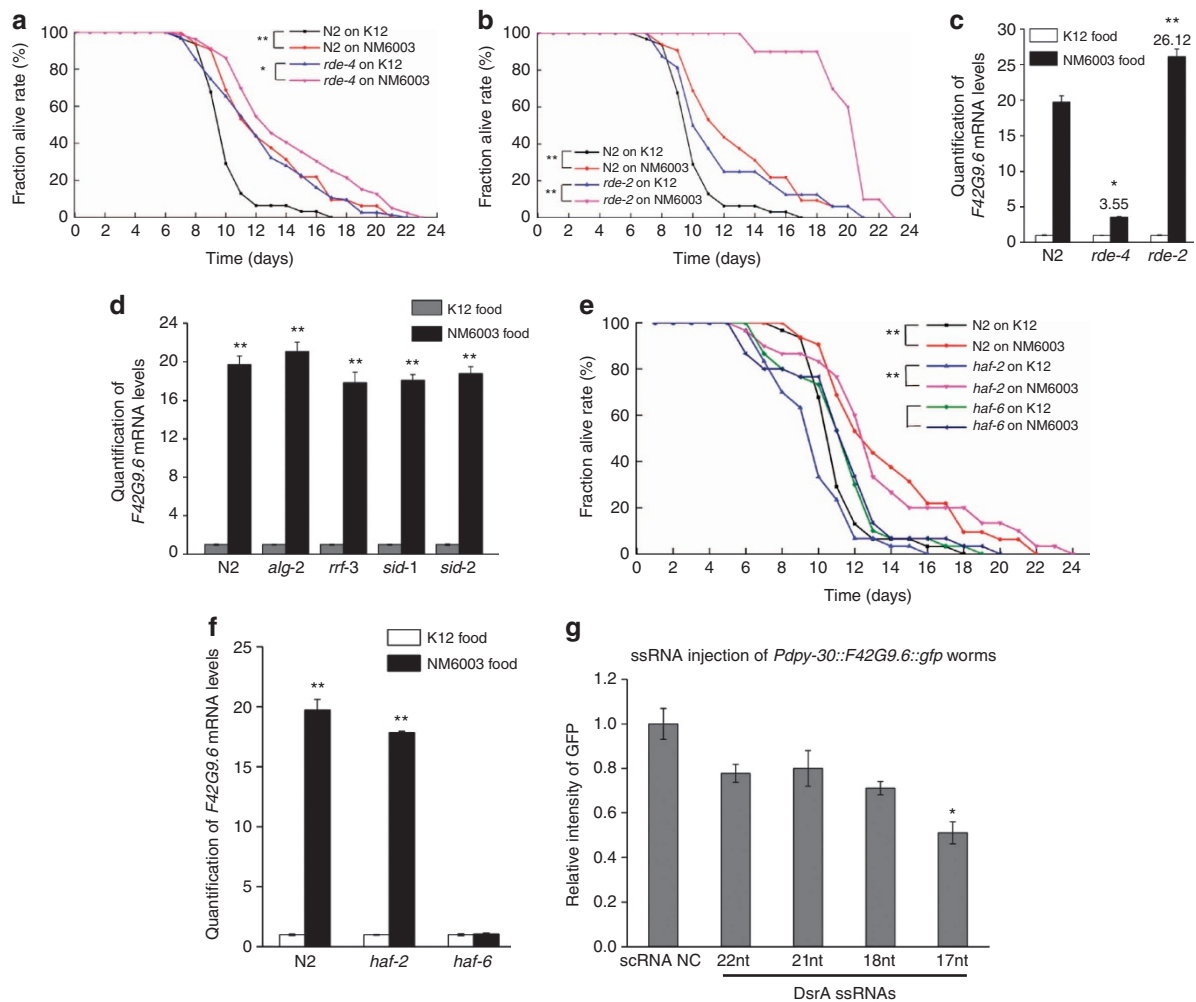 a
100
80
60
40
20
0
Fraction alive rate (%)
0 2 4 6 8 10 12 14 16 18 20 22 24
Time (days)
** N2 on K12
N2 on NM6003
* rde-4 on K12
rde-4 on NM6003
b
100
80
60
40
20
0
Fraction alive rate (%)
0 2 4 6 8 10 12 14 16 18 20 22 24
Time (days)
** N2 on K12
N2 on NM6003
** rde-2 on K12
rde-2 on NM6003
c
K12 food
NM6003 food
30
25
20
15
10
5
0
Quantification of
F42G9.6 mRNA levels
*
3.55
**
26.12
N2 rde-4 rde-2
d
K12 food
NM6003 food
24
20
16
12
8
4
0
Quantification of
F42G9.6 mRNA levels
** ** ** ** **
N2 alg-2 rrf-3 sid-1 sid-2
e
100
80
60
40
20
0
Fraction alive rate (%)
0 2 4 6 8 10 12 14 16 18 20 22 24
Time (days)
** N2 on K12
N2 on NM6003
** haf-2 on K12
haf-2 on NM6003
haf-6 on K12
haf-6 on NM6003
f
K12 food
NM6003 food
25
20
15
10
5
0
Quantification of F42G9.6 mRNA levels
** **
N2 haf-2 haf-6
g
ssRNA injection of Pdpy-30::F42G9.6::gfp worms
1.2
1.0
0.8
0.6
0.4
0.2
0.0
Relative intensity of GFP
*
scRNA NC 22nt 21nt 18nt 17nt
DsrA ssRNAs